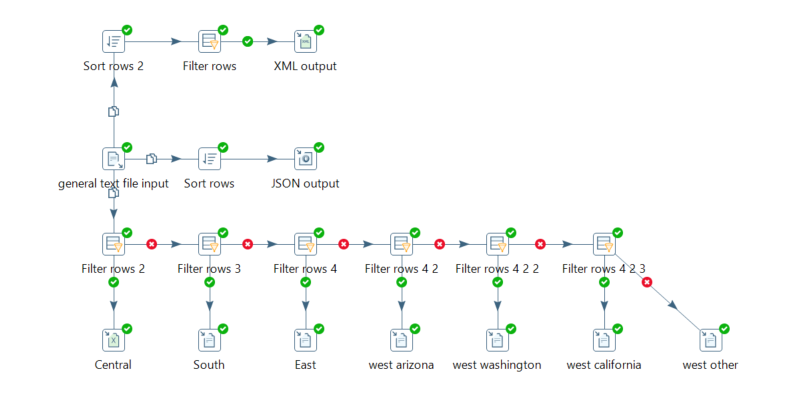 Sort rows 2
Filter rows
XML output
general text file input
Sort rows
JSON output
Filter rows 2
Filter rows 3
Filter rows 4
Filter rows 4 2
Filter rows 4 2 2
Filter rows 4 2 3
Central
South
East
west arizona
west washington
west california
west other